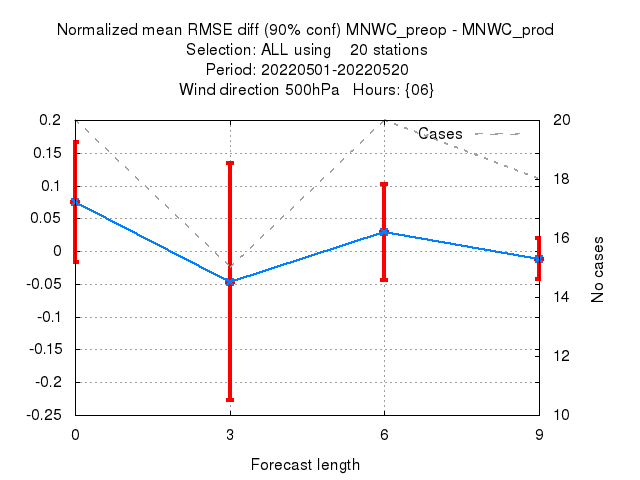 Normalized mean RMSE diff (90% conf) MNWC_preop - MNWC_prod
Selection: ALL using    20 stations
Period: 20220501-20220520
Wind direction 500hPa   Hours: {06}
Cases
0.2
0.15
0.1
0.05
0
-0.05
-0.1
-0.15
-0.2
-0.25
20
18
16
14
12
10
No cases
0 3 6 9
Forecast length